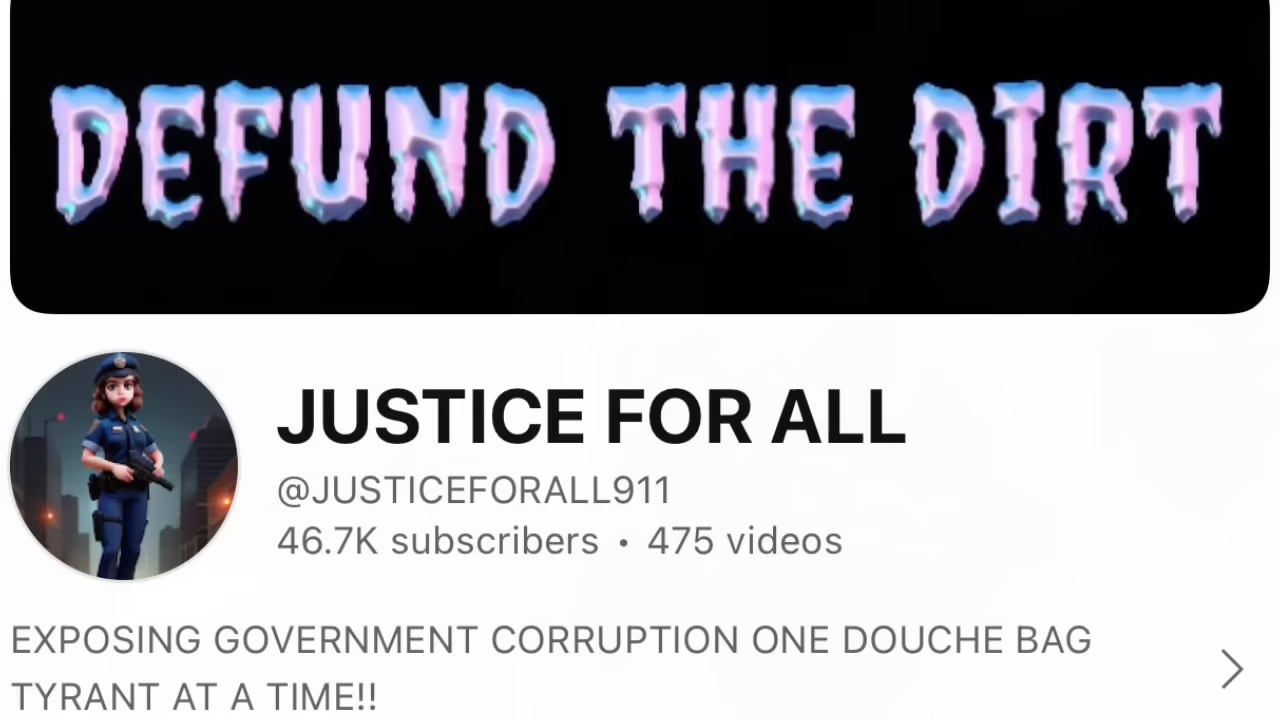 DEFUND THE DIRT
JUSTICE FOR ALL
@JUSTICEFORALL911
46.7K subscribers • 475 videos
EXPOSING GOVERNMENT CORRUPTION ONE DOUCHE BAG
TYRANT AT A TIME!!